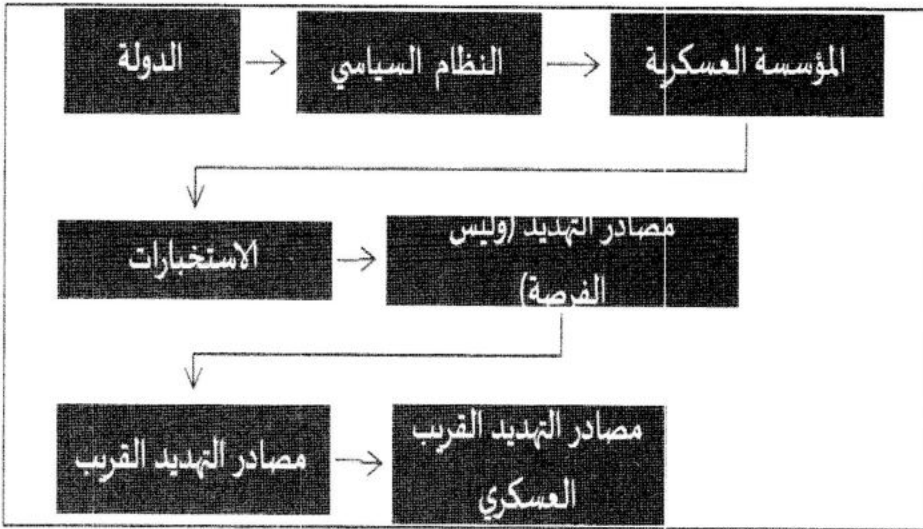 الدولة
النظام السياسي
المؤسسة العسكرية
الاستخبارات
مصادر التهديد (وليس
الفرصة)
مصادر التهديد القريب
مصادر التهديد القريب
العسكري